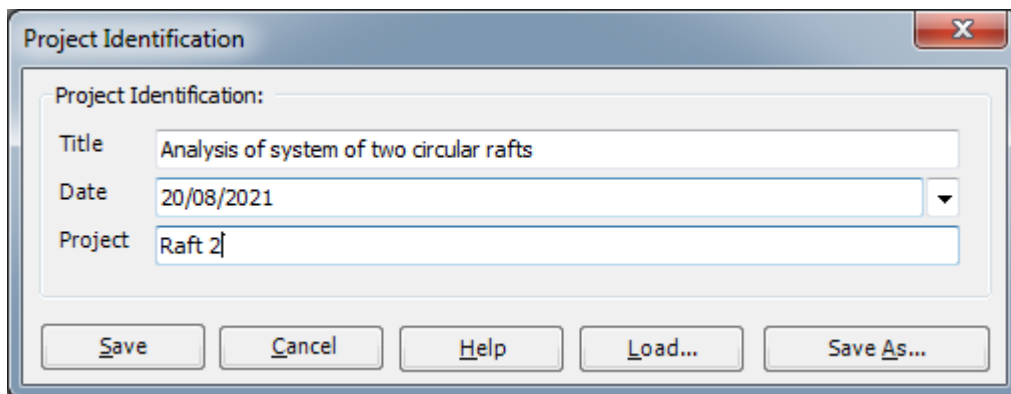 Project Identification
Project Identification:
Title Analysis of system of two circular rafts
Date 20/08/2021
Project Raft 2
Save Cancel Help Load... Save As...